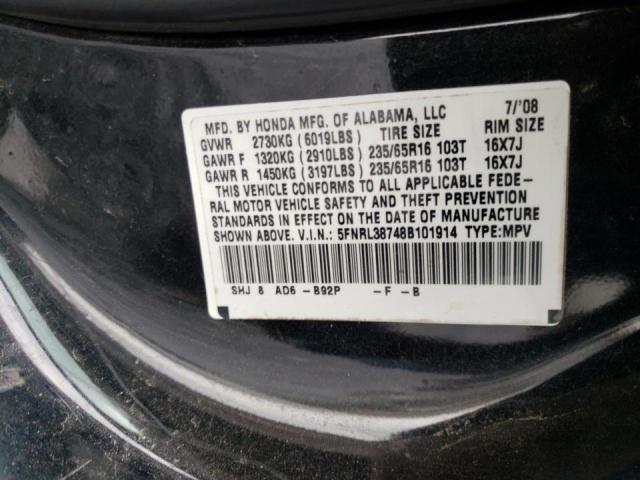 MFD. BY HONDA MFG. OF ALABAMA, LLC 7/'08
GVWR 2730KG (6019LBS) TIRE SIZE RIM SIZE
GAWR F 1320KG (2910LBS) 235/65R16 103T 16X7J
GAWR R 1450KG (3197LBS) 235/65R16 103T 16X7J
THIS VEHICLE CONFORMS TO ALL APPLICABLE FEDE-
RAL MOTOR VEHICLE SAFETY AND THEFT PREVENTION
STANDARDS IN EFFECT ON THE DATE OF MANUFACTURE
SHOWN ABOVE. V.I.N.: 5FNRL38748B101914 TYPE:MPV
SHJ 8 AD6 -B92P -F -B